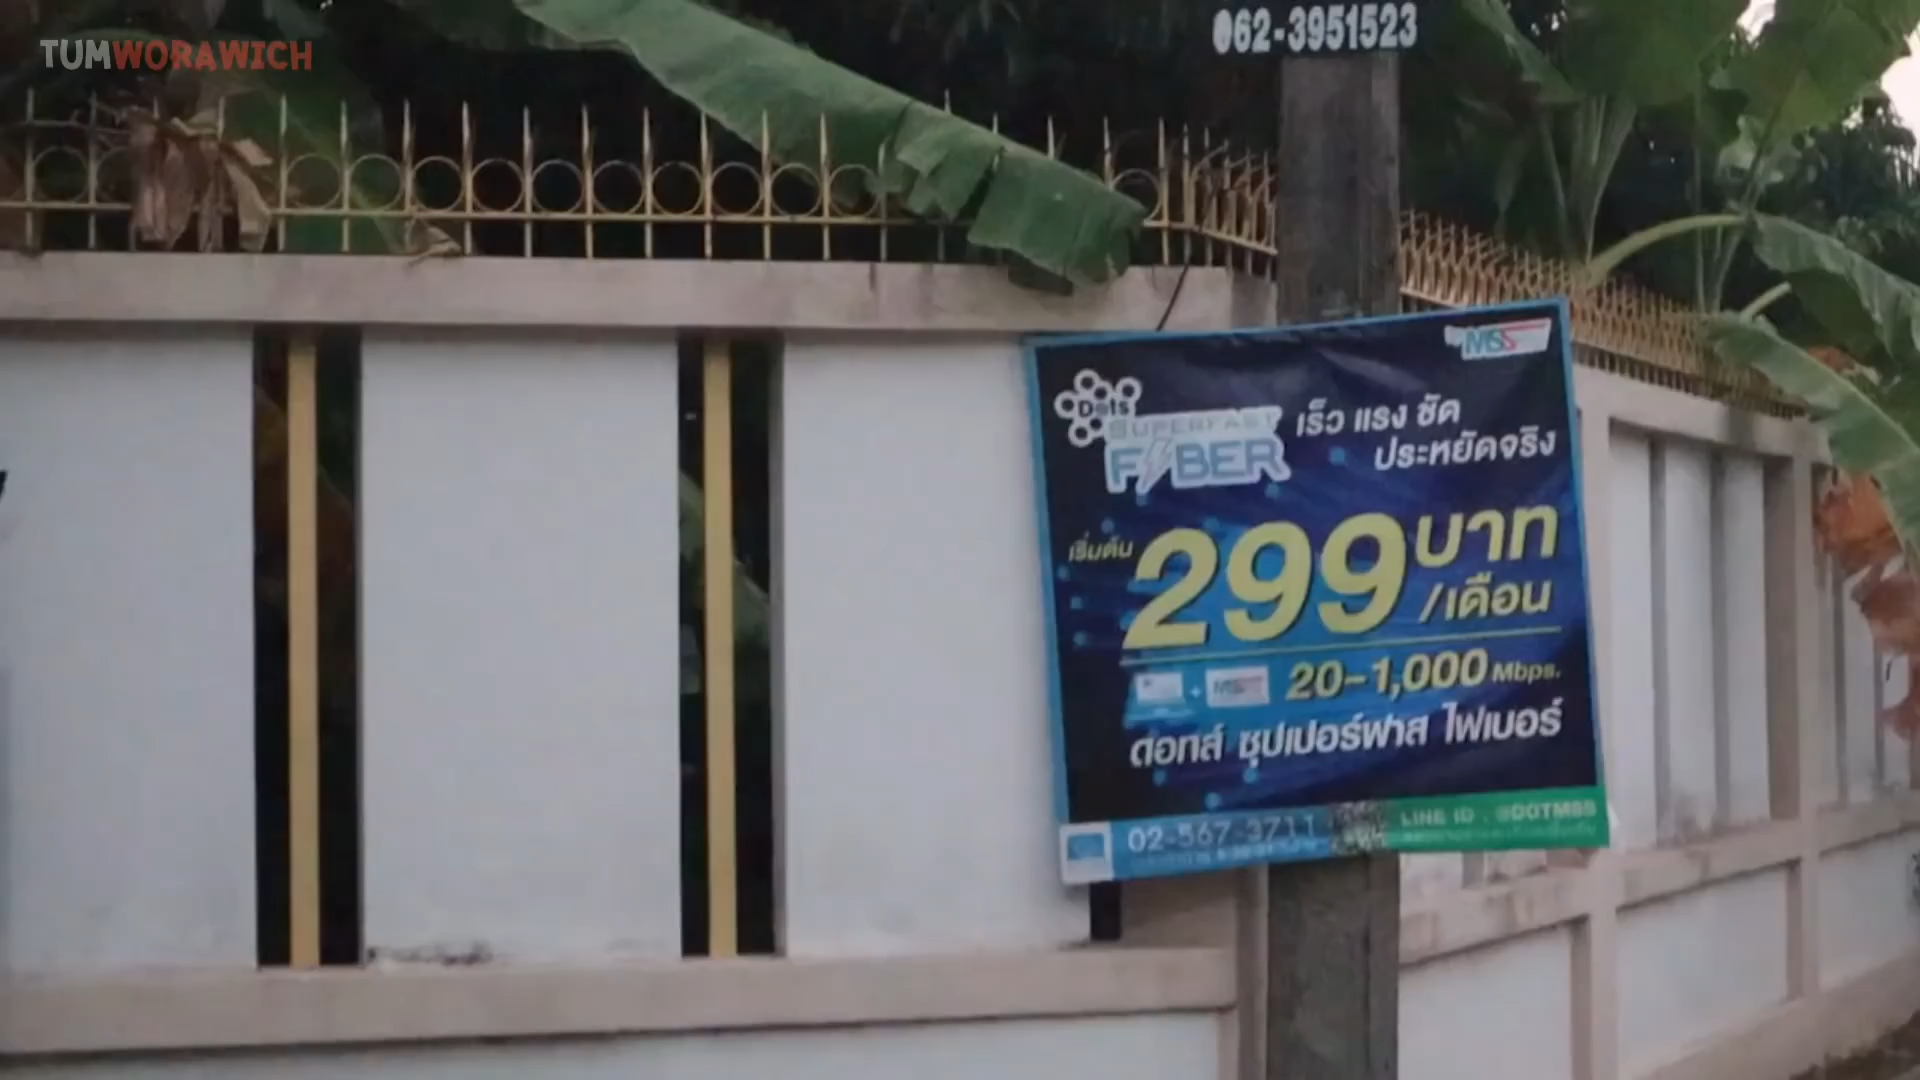 TUMWORAWICH
062-3951523
MSS
Dots
SUPERFAST
FIBER
เร็ว แรง ชัด
ประหยัดจริง
เริ่มต้น 299 บาท
/เดือน
20-1,000 Mbps.
ดอทส์ ซุปเปอร์ฟาส ไฟเบอร์
02-567-3711
LINE ID : @DOTMSS